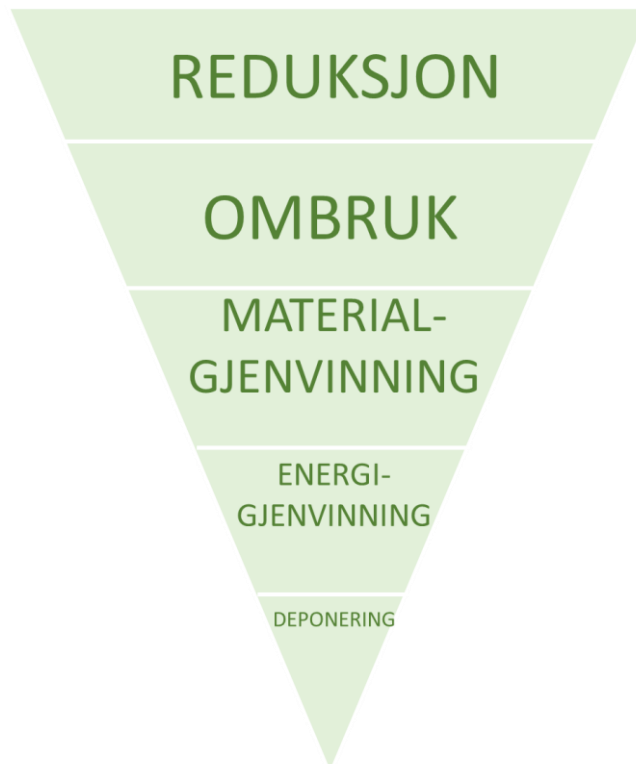 REDUKSJON
OMBRUK
MATERIAL-
GJENVINNING
ENERGI-
GJENVINNING
DEPONERING